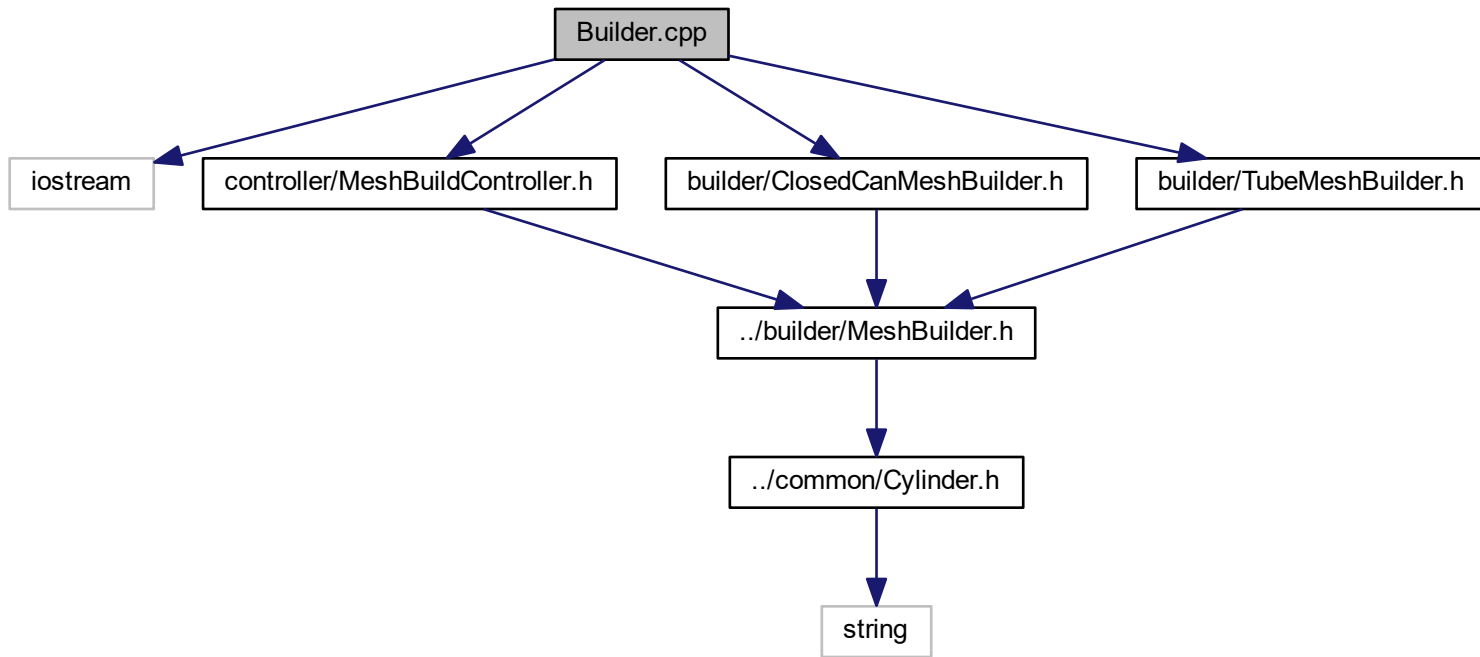 Builder.cpp
iostream
controller/MeshBuildController.h
builder/ClosedCanMeshBuilder.h
builder/TubeMeshBuilder.h
../builder/MeshBuilder.h
../common/Cylinder.h
string